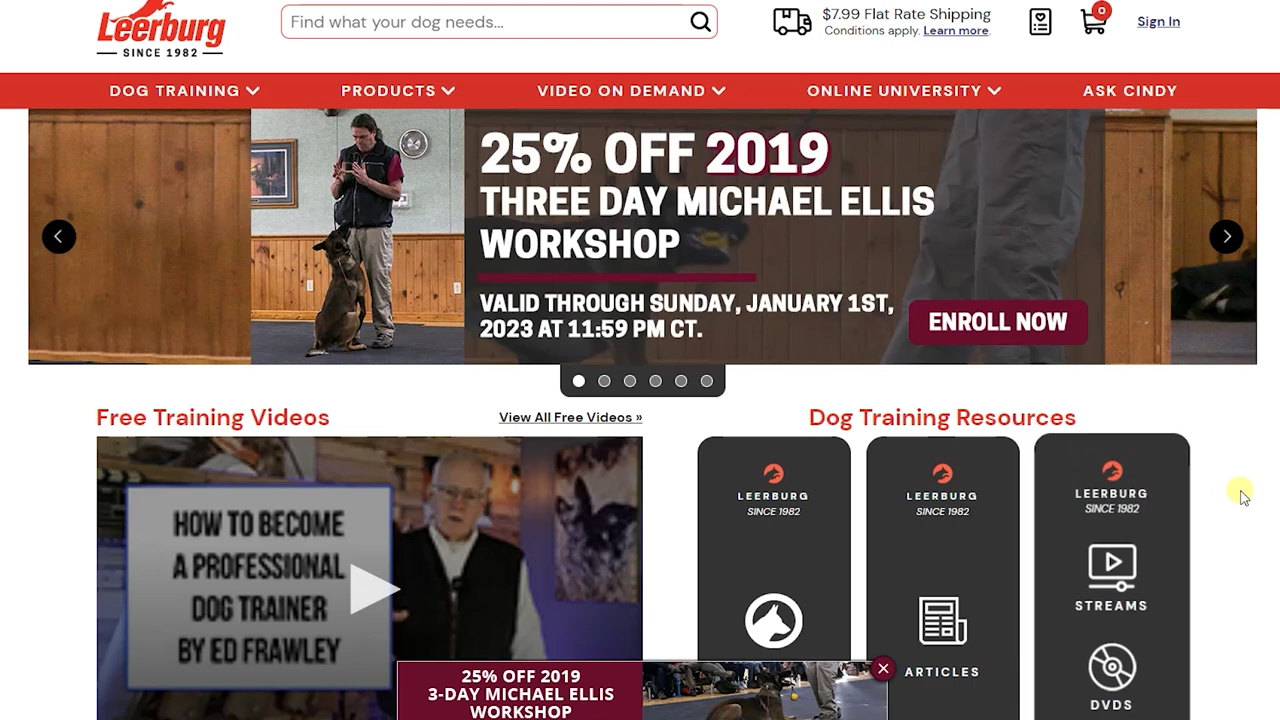 Leerburg
SINCE 1982
Find what your dog needs...
$7.99 Flat Rate Shipping
Conditions apply. Learn more.
0
Sign In
DOG TRAINING
PRODUCTS
VIDEO ON DEMAND
ONLINE UNIVERSITY
ASK CINDY
25% OFF 2019
THREE DAY MICHAEL ELLIS
WORKSHOP
VALID THROUGH SUNDAY, JANUARY 1ST,
2023 AT 11:59 PM CT.
ENROLL NOW
Free Training Videos
View All Free Videos »
Dog Training Resources
HOW TO BECOME
A PROFESSIONAL
DOG TRAINER
BY ED FRAWLEY
LEERBURG
SINCE 1982
LEERBURG
SINCE 1982
ARTICLES
LEERBURG
SINCE 1982
STREAMS
DVDS
25% OFF 2019
3-DAY MICHAEL ELLIS
WORKSHOP